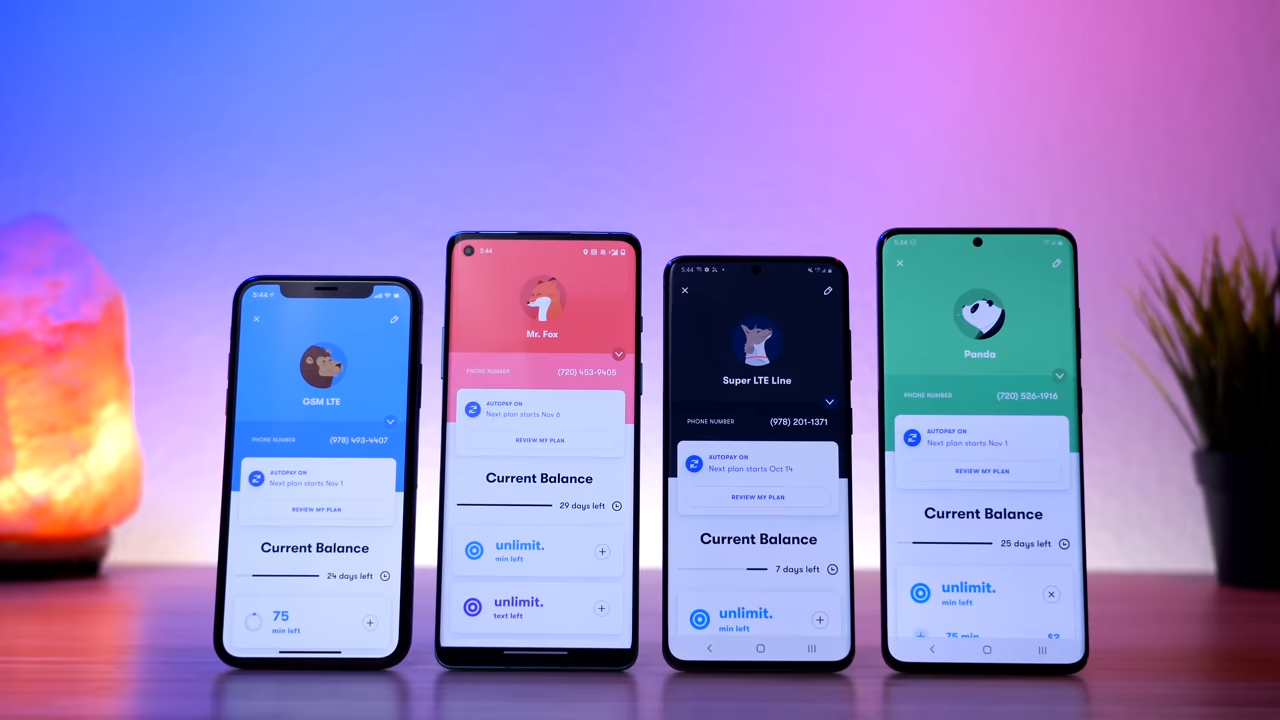 5:44
GSM LTE
PHONE NUMBER
(978) 493-4407
AUTOPAY ON
Next plan starts Nov 1
REVIEW MY PLAN
Current Balance
24 days left
75
min left
5:44
Mr. Fox
PHONE NUMBER
(720) 453-9405
AUTOPAY ON
Next plan starts Nov 6
REVIEW MY PLAN
Current Balance
29 days left
unlimit.
min left
unlimit.
text left
5:44
Super LTE Line
PHONE NUMBER
(978) 201-1371
AUTOPAY ON
Next plan starts Oct 14
REVIEW MY PLAN
Current Balance
7 days left
unlimit.
min left
5:44
Panda
PHONE NUMBER
(720) 526-1916
AUTOPAY ON
Next plan starts Nov 1
REVIEW MY PLAN
Current Balance
25 days left
unlimit.
min left
75 min
$2